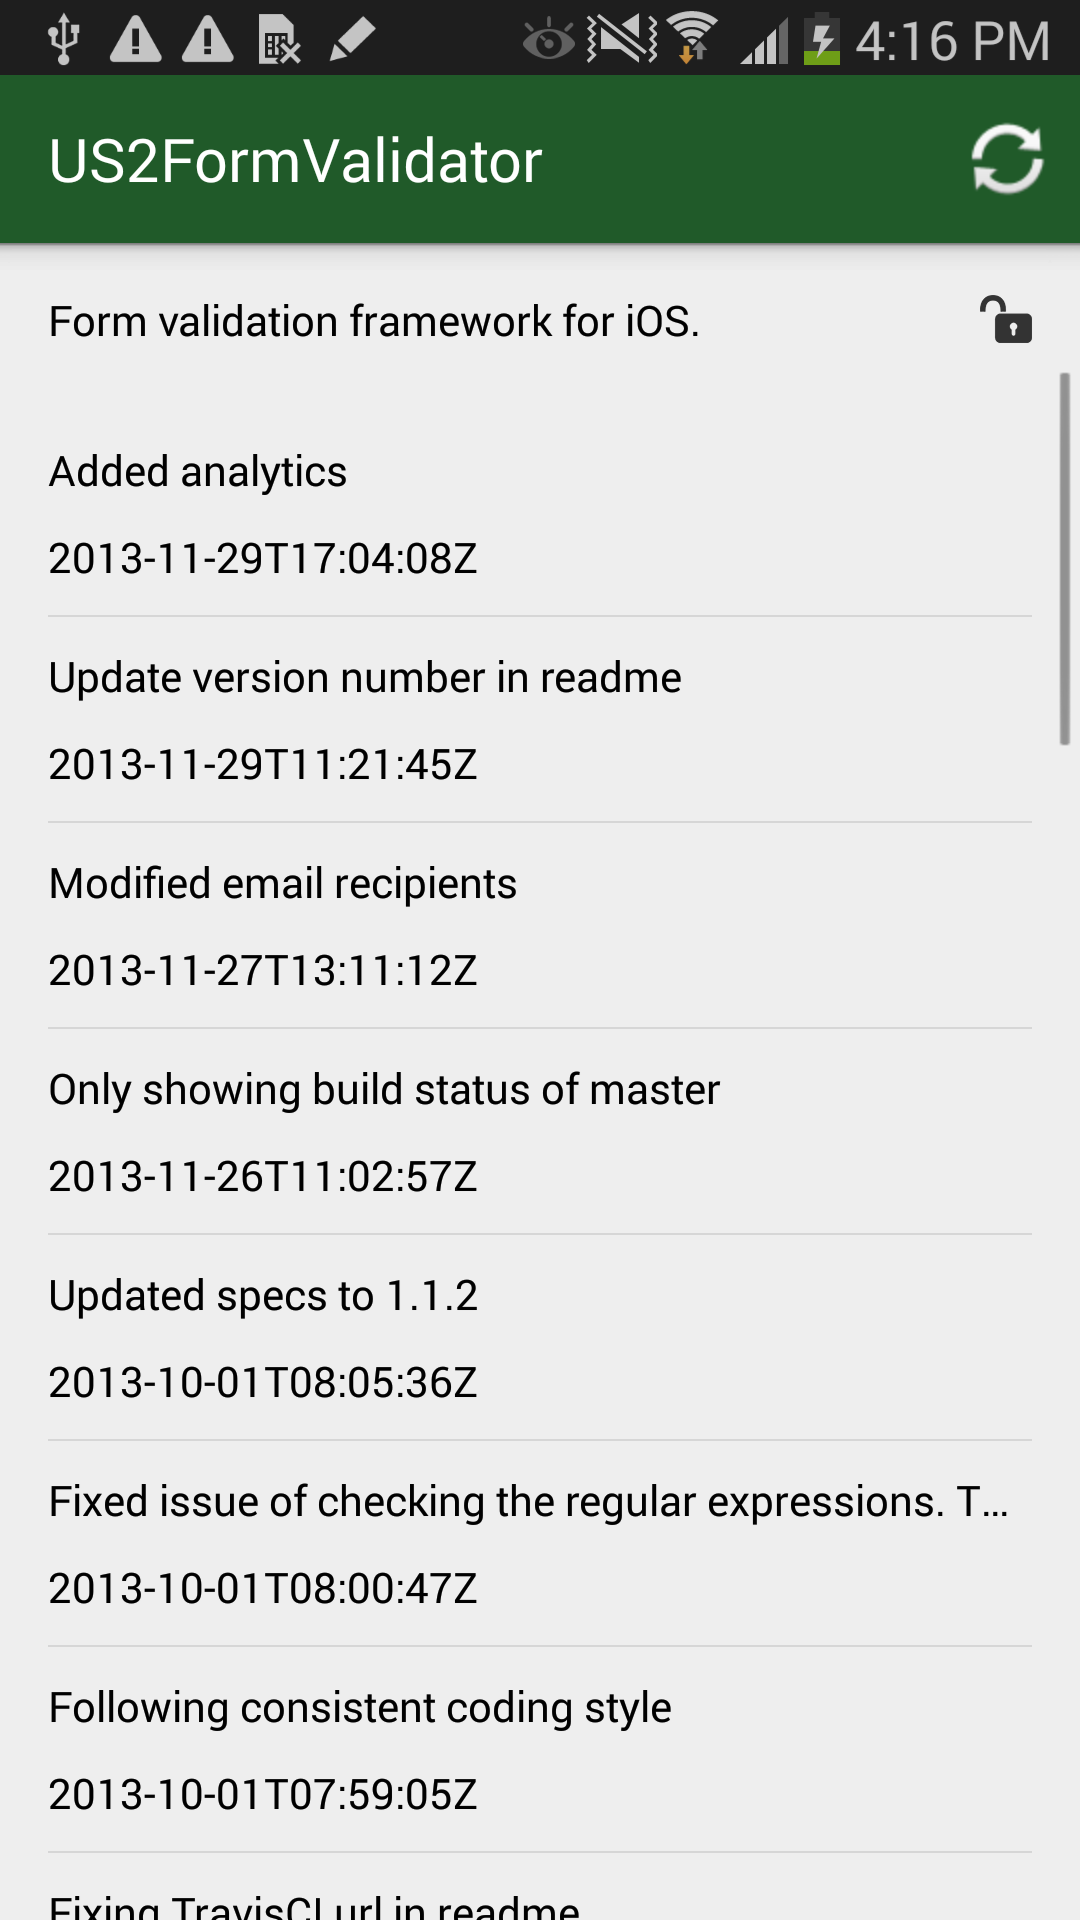 4:16 PM
US2FormValidator
Form validation framework for iOS.
Added analytics
2013-11-29T17:04:08Z
Update version number in readme
2013-11-29T11:21:45Z
Modified email recipients
2013-11-27T13:11:12Z
Only showing build status of master
2013-11-26T11:02:57Z
Updated specs to 1.1.2
2013-10-01T08:05:36Z
Fixed issue of checking the regular expressions. T...
2013-10-01T08:00:47Z
Following consistent coding style
2013-10-01T07:59:05Z
Fixing TravisCI url in readme